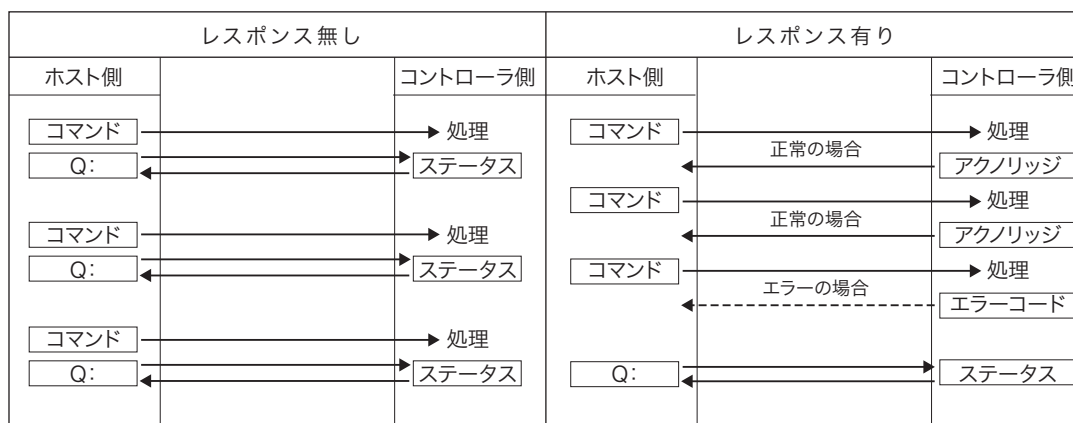 レスポンス無し
ホスト側 コントローラ側
コマンド 処理
Q: ステータス
コマンド 処理
Q: ステータス
コマンド 処理
Q: ステータス
レスポンス有り
ホスト側 コントローラ側
コマンド 処理
正常の場合 アクノリッジ
コマンド 処理
正常の場合 アクノリッジ
コマンド 処理
エラーの場合 エラーコード
Q: ステータス